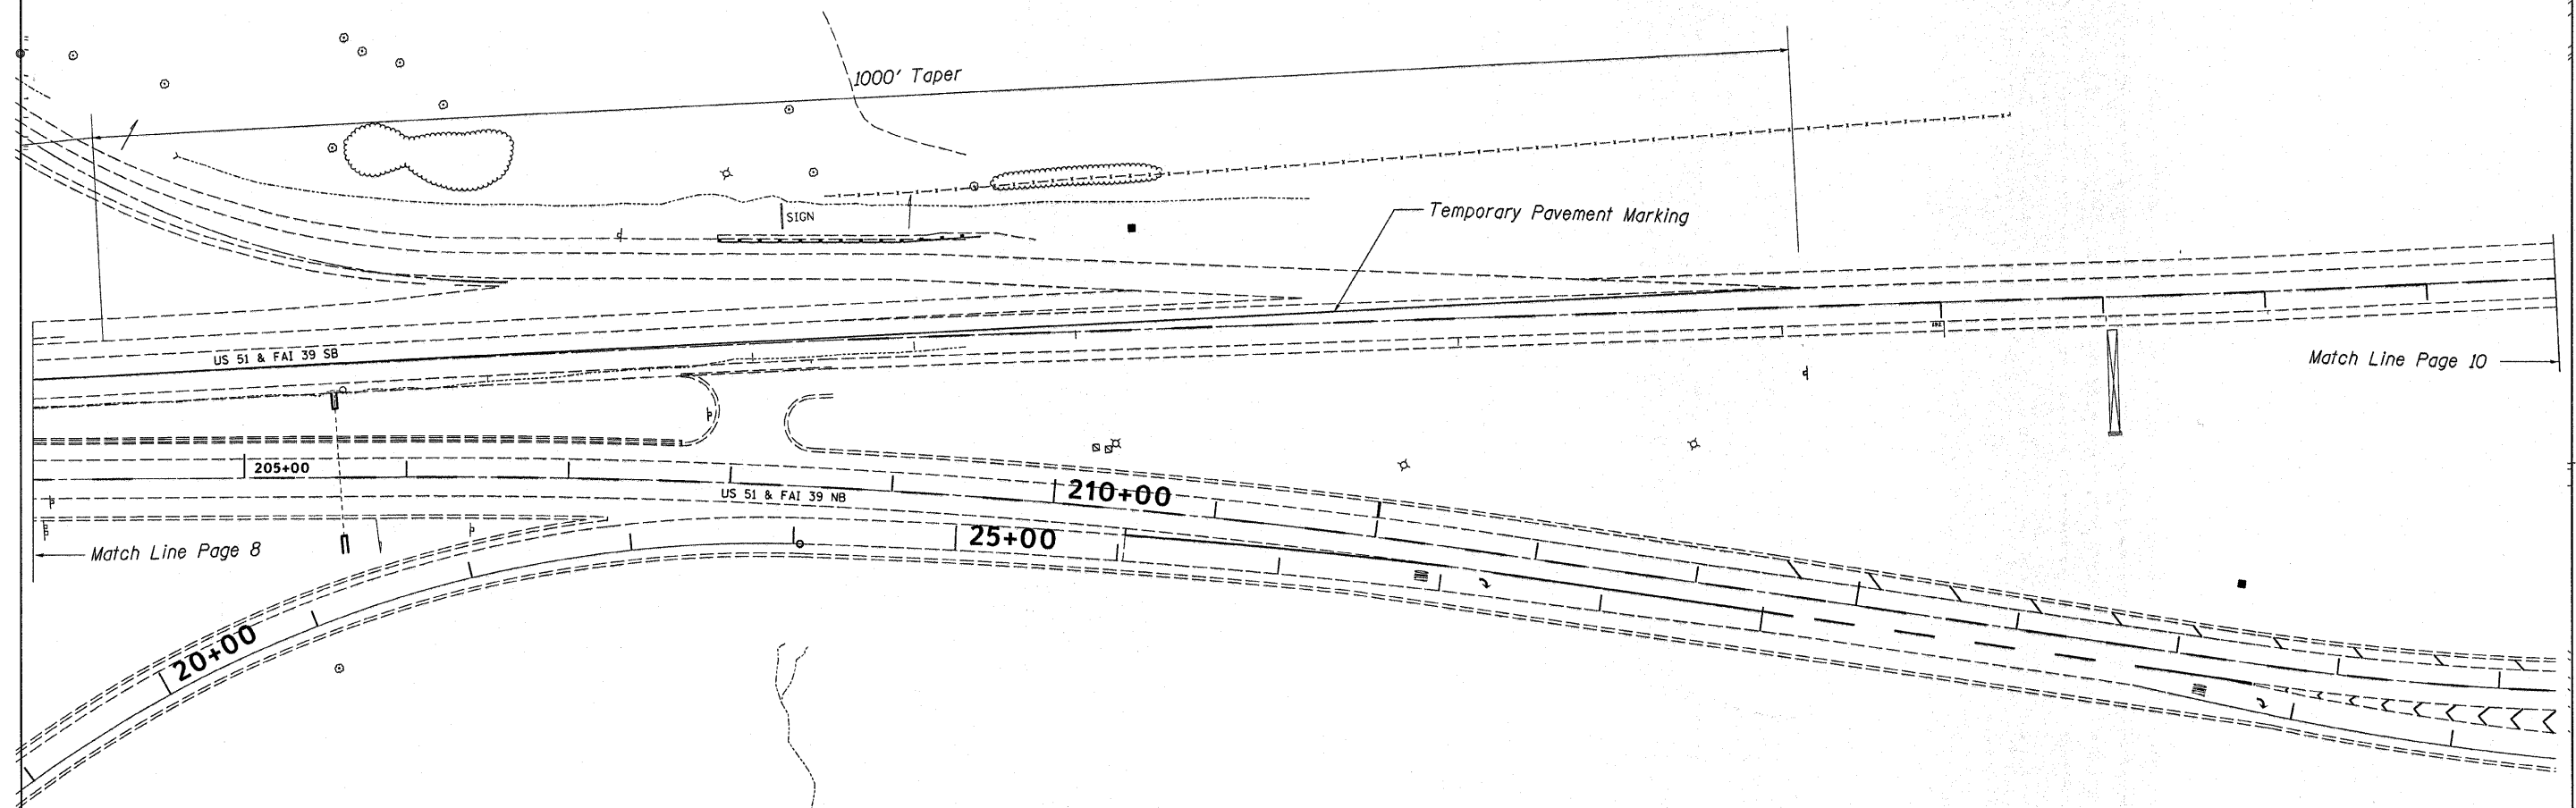 1000' Taper
SIGN
Temporary Pavement Marking
US 51 & FAI 39 SB
Match Line Page 10
205+00
US 51 & FAI 39 NB
210+00
25+00
Match Line Page 8
20+00